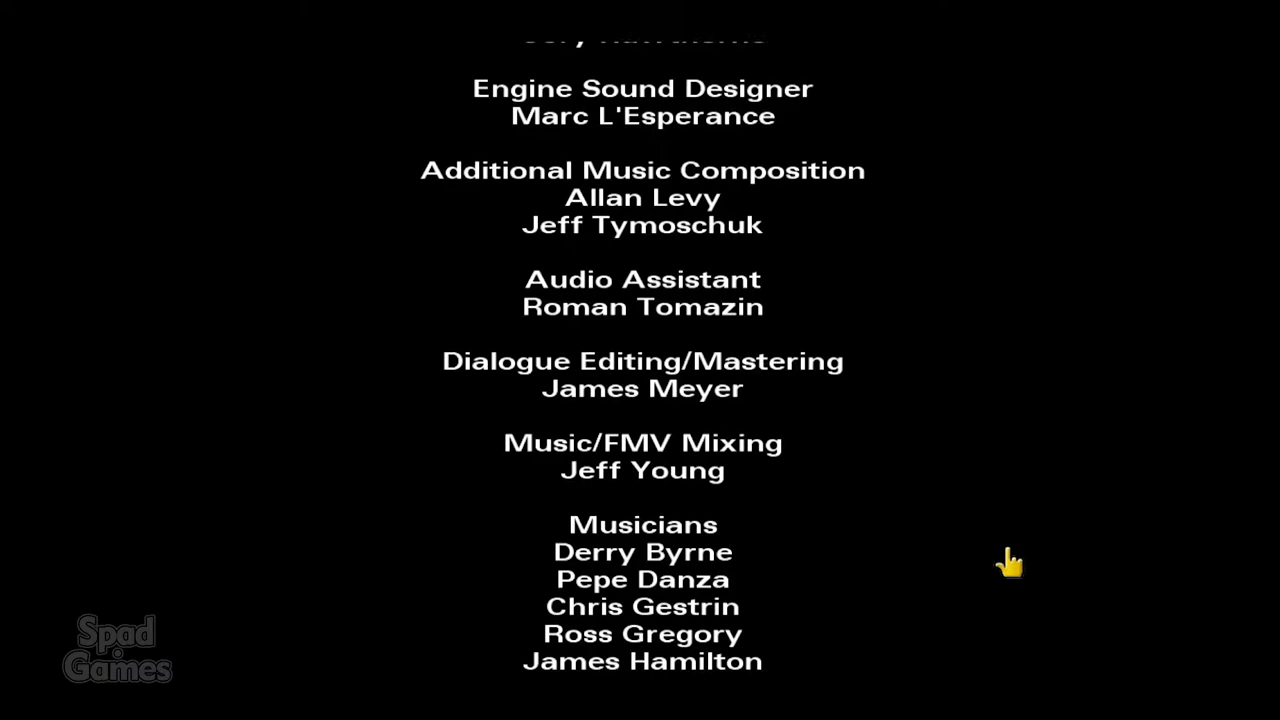 Engine Sound Designer
Marc L'Esperance
Additional Music Composition
Allan Levy
Jeff Tymoschuk
Audio Assistant
Roman Tomazin
Dialogue Editing/Mastering
James Meyer
Music/FMV Mixing
Jeff Young
Musicians
Derry Byrne
Pepe Danza
Chris Gestrin
Ross Gregory
James Hamilton
Spad
Games